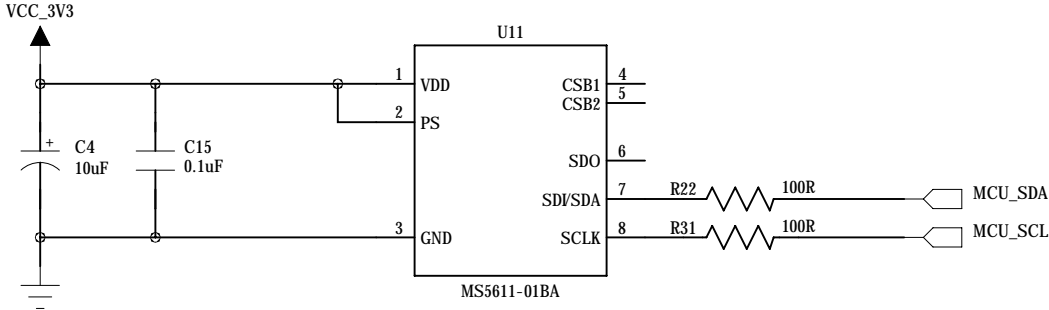 VCC_3V3
U11
1 VDD CSB1 4
CSB2 5
2 PS
+ C4 C15
10uF 0.1uF
SDO 6
SDI/SDA 7 R22 100R MCU_SDA
3 GND SCLK 8 R31 100R MCU_SCL
MS5611-01BA